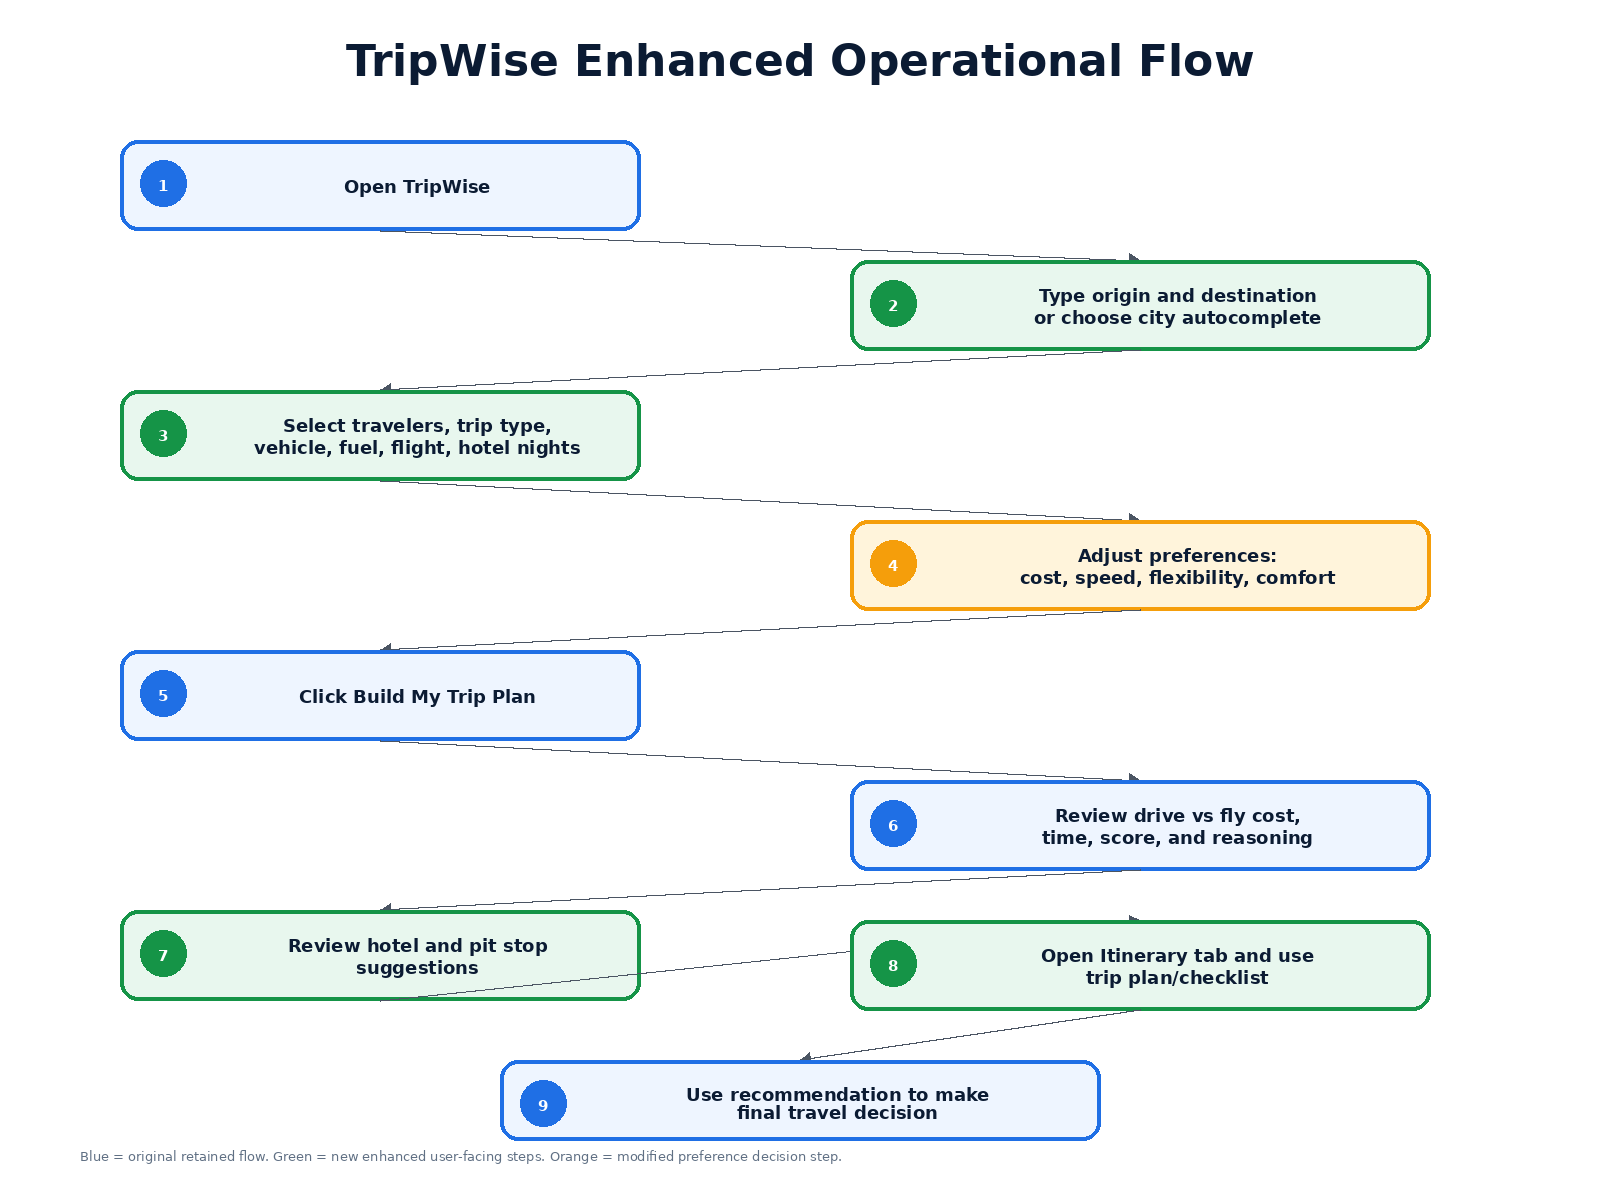 TripWise Enhanced Operational Flow
1
Open TripWise
2
Type origin and destination
or choose city autocomplete
3
Select travelers, trip type,
vehicle, fuel, flight, hotel nights
4
Adjust preferences:
cost, speed, flexibility, comfort
5
Click Build My Trip Plan
6
Review drive vs fly cost,
time, score, and reasoning
7
Review hotel and pit stop
suggestions
8
Open Itinerary tab and use
trip plan/checklist
9
Use recommendation to make
final travel decision
Blue = original retained flow. Green = new enhanced user-facing steps. Orange = modified preference decision step.